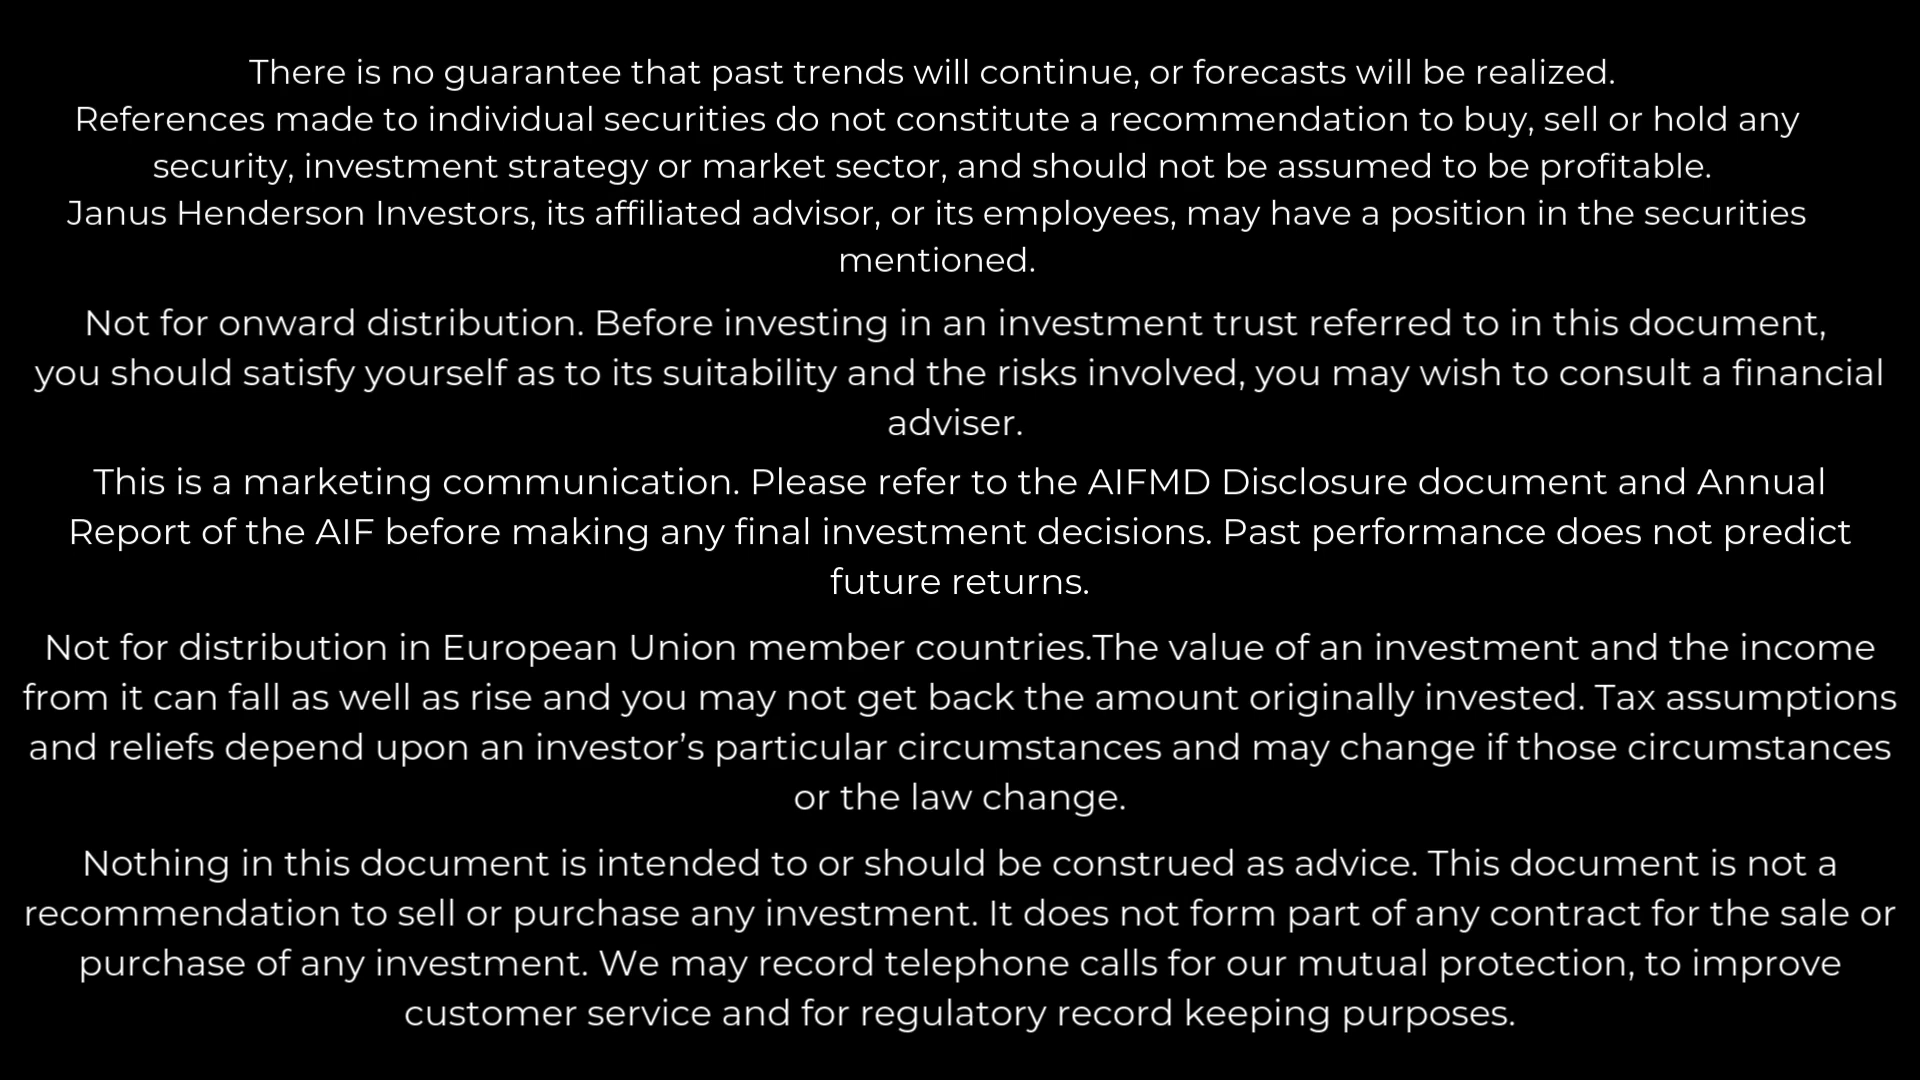 There is no guarantee that past trends will continue, or forecasts will be realized.
References made to individual securities do not constitute a recommendation to buy, sell or hold any
security, investment strategy or market sector, and should not be assumed to be profitable.
Janus Henderson Investors, its affiliated advisor, or its employees, may have a position in the securities
mentioned.
Not for onward distribution. Before investing in an investment trust referred to in this document,
you should satisfy yourself as to its suitability and the risks involved, you may wish to consult a financial
adviser.
This is a marketing communication. Please refer to the AIFMD Disclosure document and Annual
Report of the AIF before making any final investment decisions. Past performance does not predict
future returns.
Not for distribution in European Union member countries.The value of an investment and the income
from it can fall as well as rise and you may not get back the amount originally invested. Tax assumptions
and reliefs depend upon an investor’s particular circumstances and may change if those circumstances
or the law change.
Nothing in this document is intended to or should be construed as advice. This document is not a
recommendation to sell or purchase any investment. It does not form part of any contract for the sale or
purchase of any investment. We may record telephone calls for our mutual protection, to improve
customer service and for regulatory record keeping purposes.